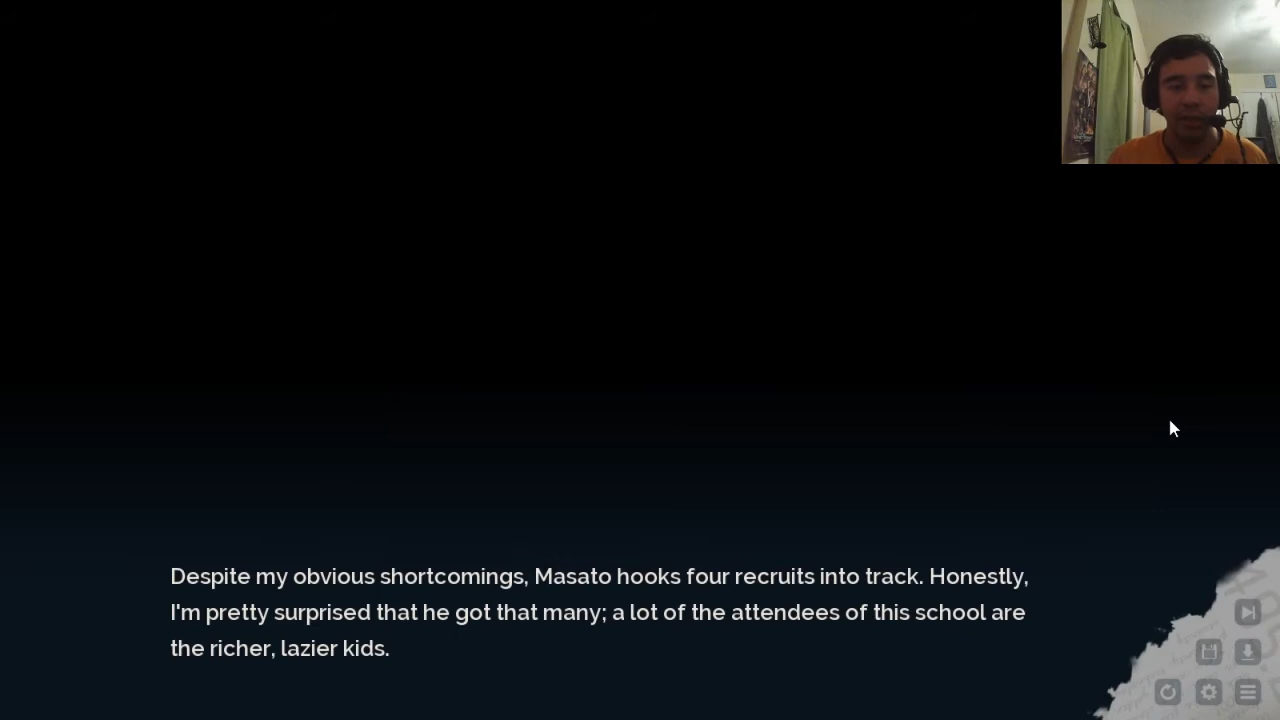 Despite my obvious shortcomings, Masato hooks four recruits into track. Honestly,
I'm pretty surprised that he got that many; a lot of the attendees of this school are
the richer, lazier kids.